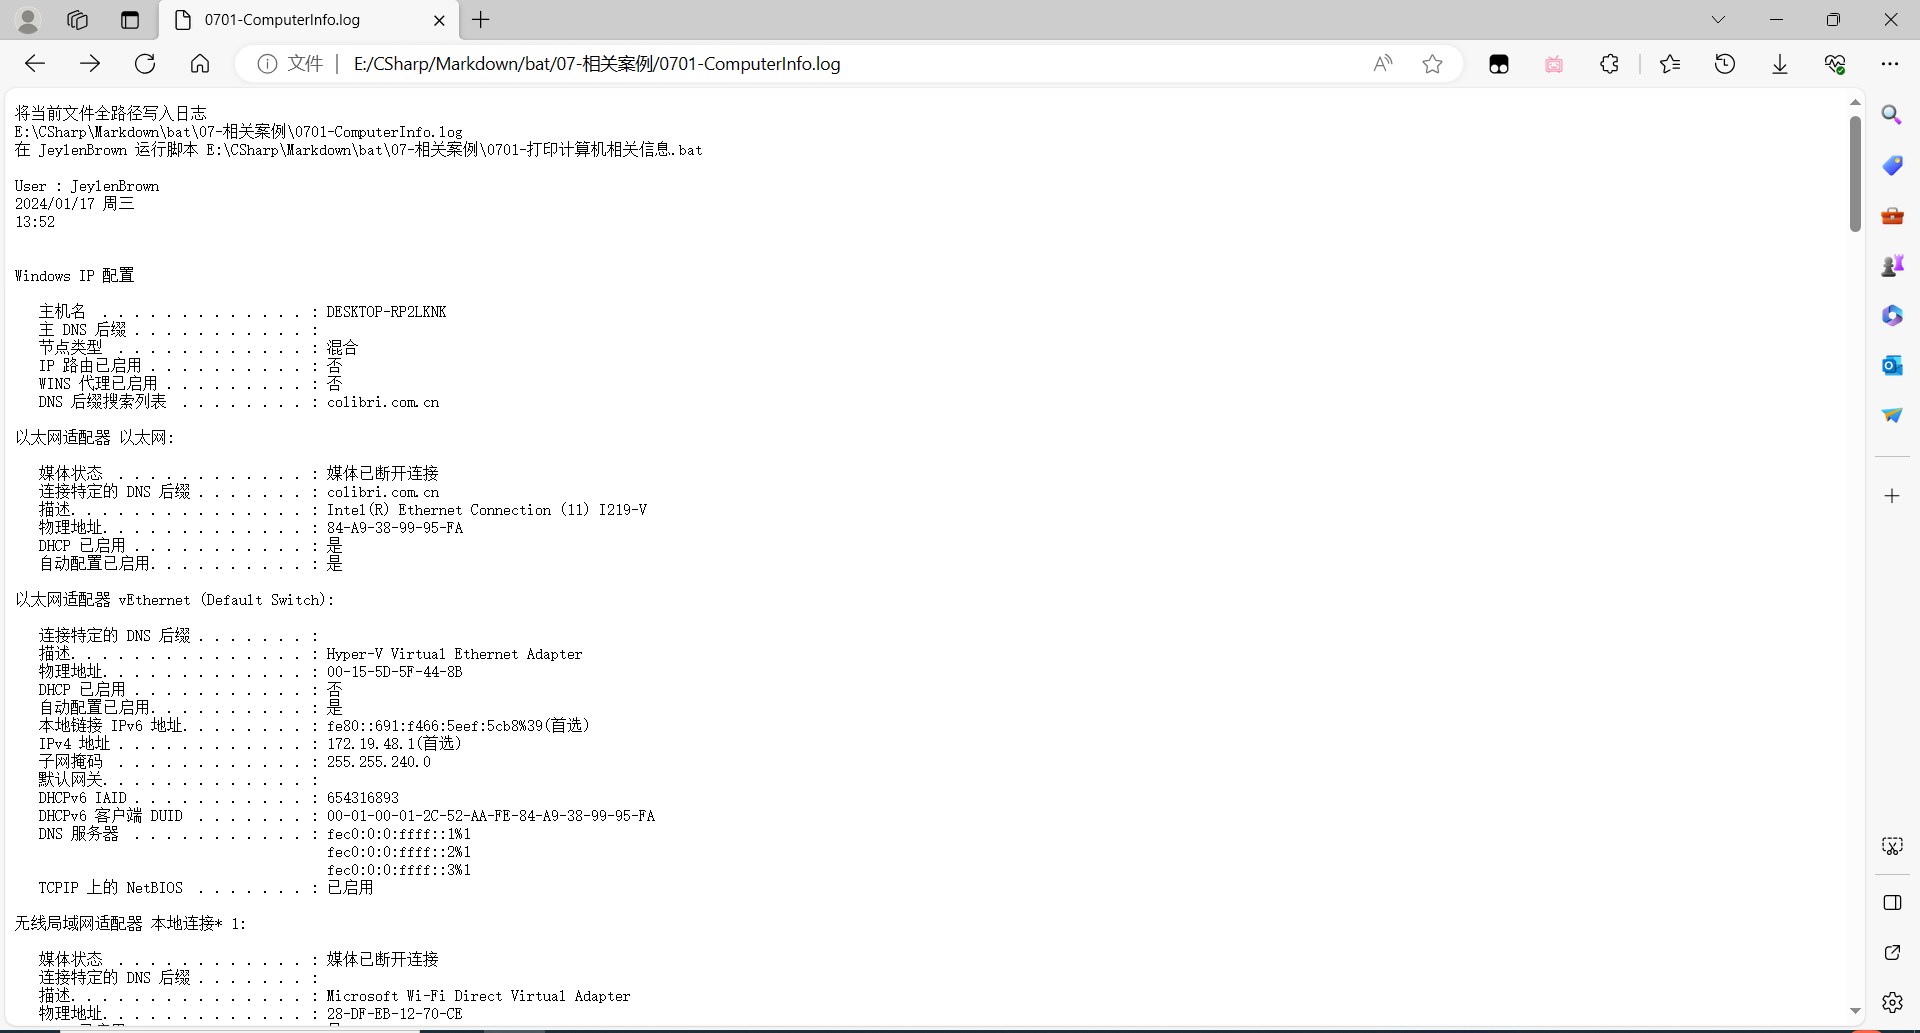 0701-ComputerInfo.log
文件
E:/CSharp/Markdown/bat/07-相关案例/0701-ComputerInfo.log
将当前文件全路径写入日志
E:\CSharp\Markdown\bat\07-相关案例\0701-ComputerInfo.log
在 JeylenBrown 运行脚本 E:\CSharp\Markdown\bat\07-相关案例\0701-打印计算机相关信息.bat
User : JeylenBrown
2024/01/17 周三
13:52
Windows IP 配置
主机名  . . . . . . . . . . . . . : DESKTOP-RP2LKNK
主 DNS 后缀 . . . . . . . . . . . :
节点类型  . . . . . . . . . . . . : 混合
IP 路由已启用 . . . . . . . . . . : 否
WINS 代理已启用 . . . . . . . . . : 否
DNS 后缀搜索列表  . . . . . . . . : colibri.com.cn
以太网适配器 以太网:
媒体状态  . . . . . . . . . . . . : 媒体已断开连接
连接特定的 DNS 后缀 . . . . . . . : colibri.com.cn
描述. . . . . . . . . . . . . . . : Intel(R) Ethernet Connection (11) I219-V
物理地址. . . . . . . . . . . . . : 84-A9-38-99-95-FA
DHCP 已启用 . . . . . . . . . . . : 是
自动配置已启用. . . . . . . . . . : 是
以太网适配器 vEthernet (Default Switch):
连接特定的 DNS 后缀 . . . . . . . :
描述. . . . . . . . . . . . . . . : Hyper-V Virtual Ethernet Adapter
物理地址. . . . . . . . . . . . . : 00-15-5D-5F-44-8B
DHCP 已启用 . . . . . . . . . . . : 否
自动配置已启用. . . . . . . . . . : 是
本地链接 IPv6 地址. . . . . . . . : fe80::691:f466:5eef:5cb8%39(首选)
IPv4 地址 . . . . . . . . . . . . : 172.19.48.1(首选)
子网掩码  . . . . . . . . . . . . : 255.255.240.0
默认网关. . . . . . . . . . . . . :
DHCPv6 IAID . . . . . . . . . . . : 654316893
DHCPv6 客户端 DUID  . . . . . . . : 00-01-00-01-2C-52-AA-FE-84-A9-38-99-95-FA
DNS 服务器  . . . . . . . . . . . : fec0:0:0:ffff::1%1
fec0:0:0:ffff::2%1
fec0:0:0:ffff::3%1
TCPIP 上的 NetBIOS  . . . . . . . : 已启用
无线局域网适配器 本地连接* 1:
媒体状态  . . . . . . . . . . . . : 媒体已断开连接
连接特定的 DNS 后缀 . . . . . . . :
描述. . . . . . . . . . . . . . . : Microsoft Wi-Fi Direct Virtual Adapter
物理地址. . . . . . . . . . . . . : 28-DF-EB-12-70-CE